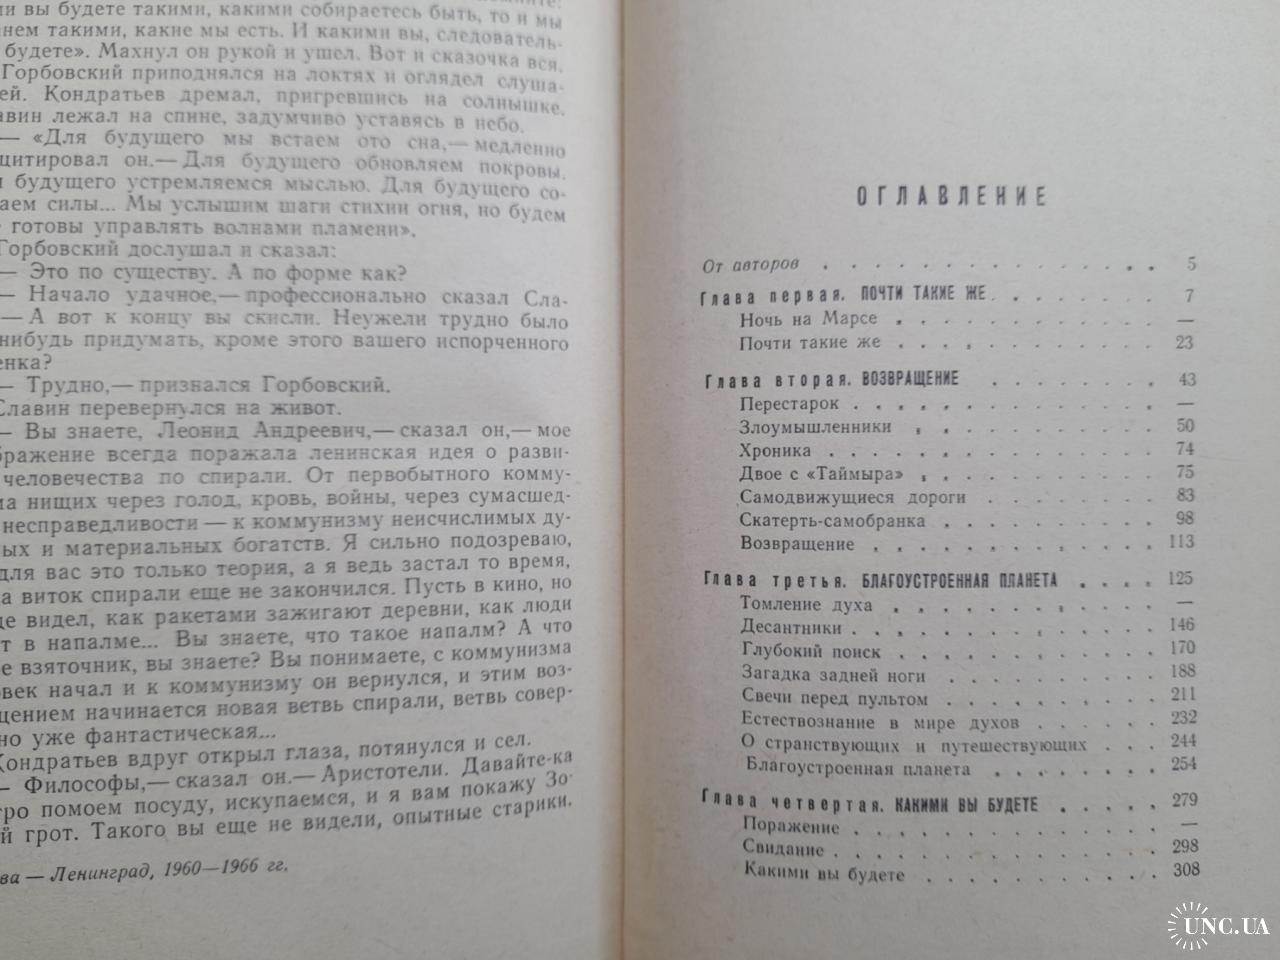 ми вы будете такими, какими собираетесь быть, то и мы
нем такими, какие мы есть. И какими вы, следователь-
будете». Махнул он рукой и ушел. Вот и сказочка вся.
Горбовский приподнялся на локтях и оглядел слуша-
ей. Кондратьев дремал, пригревшись на солнышке.
авин лежал на спине, задумчиво уставясь в небо.
— «Для будущего мы встаем ото сна,— медленно
цитировал он.— Для будущего обновляем покровы.
я будущего устремляемся мыслью. Для будущего со-
аем силы... Мы услышим шаги стихии огня, но будем
готовы управлять волнами пламени».
Горбовский дослушал и сказал:
— Это по существу. А по форме как?
— Начало удачное,— профессионально сказал Сла-
— А вот к концу вы скисли. Неужели трудно было
нибудь придумать, кроме этого вашего испорченного
енка?
— Трудно,— признался Горбовский.
Славин перевернулся на живот.
— Вы знаете, Леонид Андреевич,— сказал он,— мое
бражение всегда поражала ленинская идея о разви-
человечества по спирали. От первобытного комму-
ма нищих через голод, кровь, войны, через сумасшед-
несправедливости — к коммунизму неисчислимых ду-
ых и материальных богатств. Я сильно подозреваю,
для вас это только теория, а я ведь застал то время,
а виток спирали еще не закончился. Пусть в кино, но
ще видел, как ракетами зажигают деревни, как люди
т в напалме... Вы знаете, что такое напалм? А что
е взяточник, вы знаете? Вы понимаете, с коммунизма
овек начал и к коммунизму он вернулся, и этим воз-
щением начинается новая ветвь спирали, ветвь совер-
но уже фантастическая...
Кондратьев вдруг открыл глаза, потянулся и сел.
— Философы,— сказал он.— Аристотели. Давайте-ка
тро помоем посуду, искупаемся, и я вам покажу Зо-
й грот. Такого вы еще не видели, опытные старики.
ва — Ленинград, 1960—1966 гг.
ОГЛАВЛЕНИЕ
От авторов . . . . . . . . . . . . . 5
Глава первая. ПОЧТИ ТАКИЕ ЖЕ . . . . . . . 7
Ночь на Марсе . . . . . . . . . . . —
Почти такие же . . . . . . . . . . . 23
Глава вторая. ВОЗВРАЩЕНИЕ . . . . . . . . 43
Перестарок . . . . . . . . . . . . . —
Злоумышленники . . . . . . . . . . . 50
Хроника . . . . . . . . . . . . . . 74
Двое с «Таймыра» . . . . . . . . . . 75
Самодвижущиеся дороги . . . . . . . . 83
Скатерть-самобранка . . . . . . . . . 98
Возвращение . . . . . . . . . . . . 113
Глава третья. БЛАГОУСТРОЕННАЯ ПЛАНЕТА . . . . 125
Томление духа . . . . . . . . . . . —
Десантники . . . . . . . . . . . . . 146
Глубокий поиск . . . . . . . . . . . 170
Загадка задней ноги . . . . . . . . . 188
Свечи перед пультом . . . . . . . . . 211
Естествознание в мире духов . . . . . . 232
О странствующих и путешествующих . . . 244
Благоустроенная планета . . . . . . . . 254
Глава четвертая. КАКИМИ ВЫ БУДЕТЕ . . . . . 279
Поражение . . . . . . . . . . . . . —
Свидание . . . . . . . . . . . . . . 298
Какими вы будете . . . . . . . . . . 308
UNC.UA